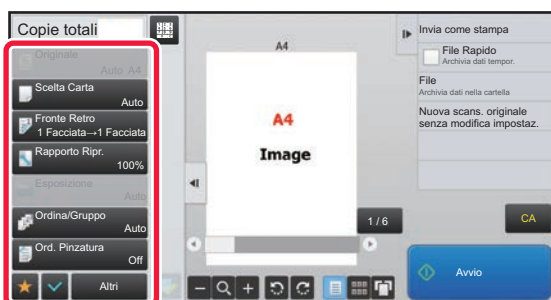 Copie totali
Originale
Auto A4
Scelta Carta
Auto
Fronte Retro
1 Facciata→1 Facciata
Rapporto Ripr.
100%
Esposizione
Auto
Ordina/Gruppo
Auto
Ord. Pinzatura
Off
Altri
A4
A4
Image
1 / 6
Invia come stampa
File Rapido
Archivia dati tempor.
File
Archivia dati nella cartella
Nuova scans. originale
senza modifica impostaz.
CA
Avvio